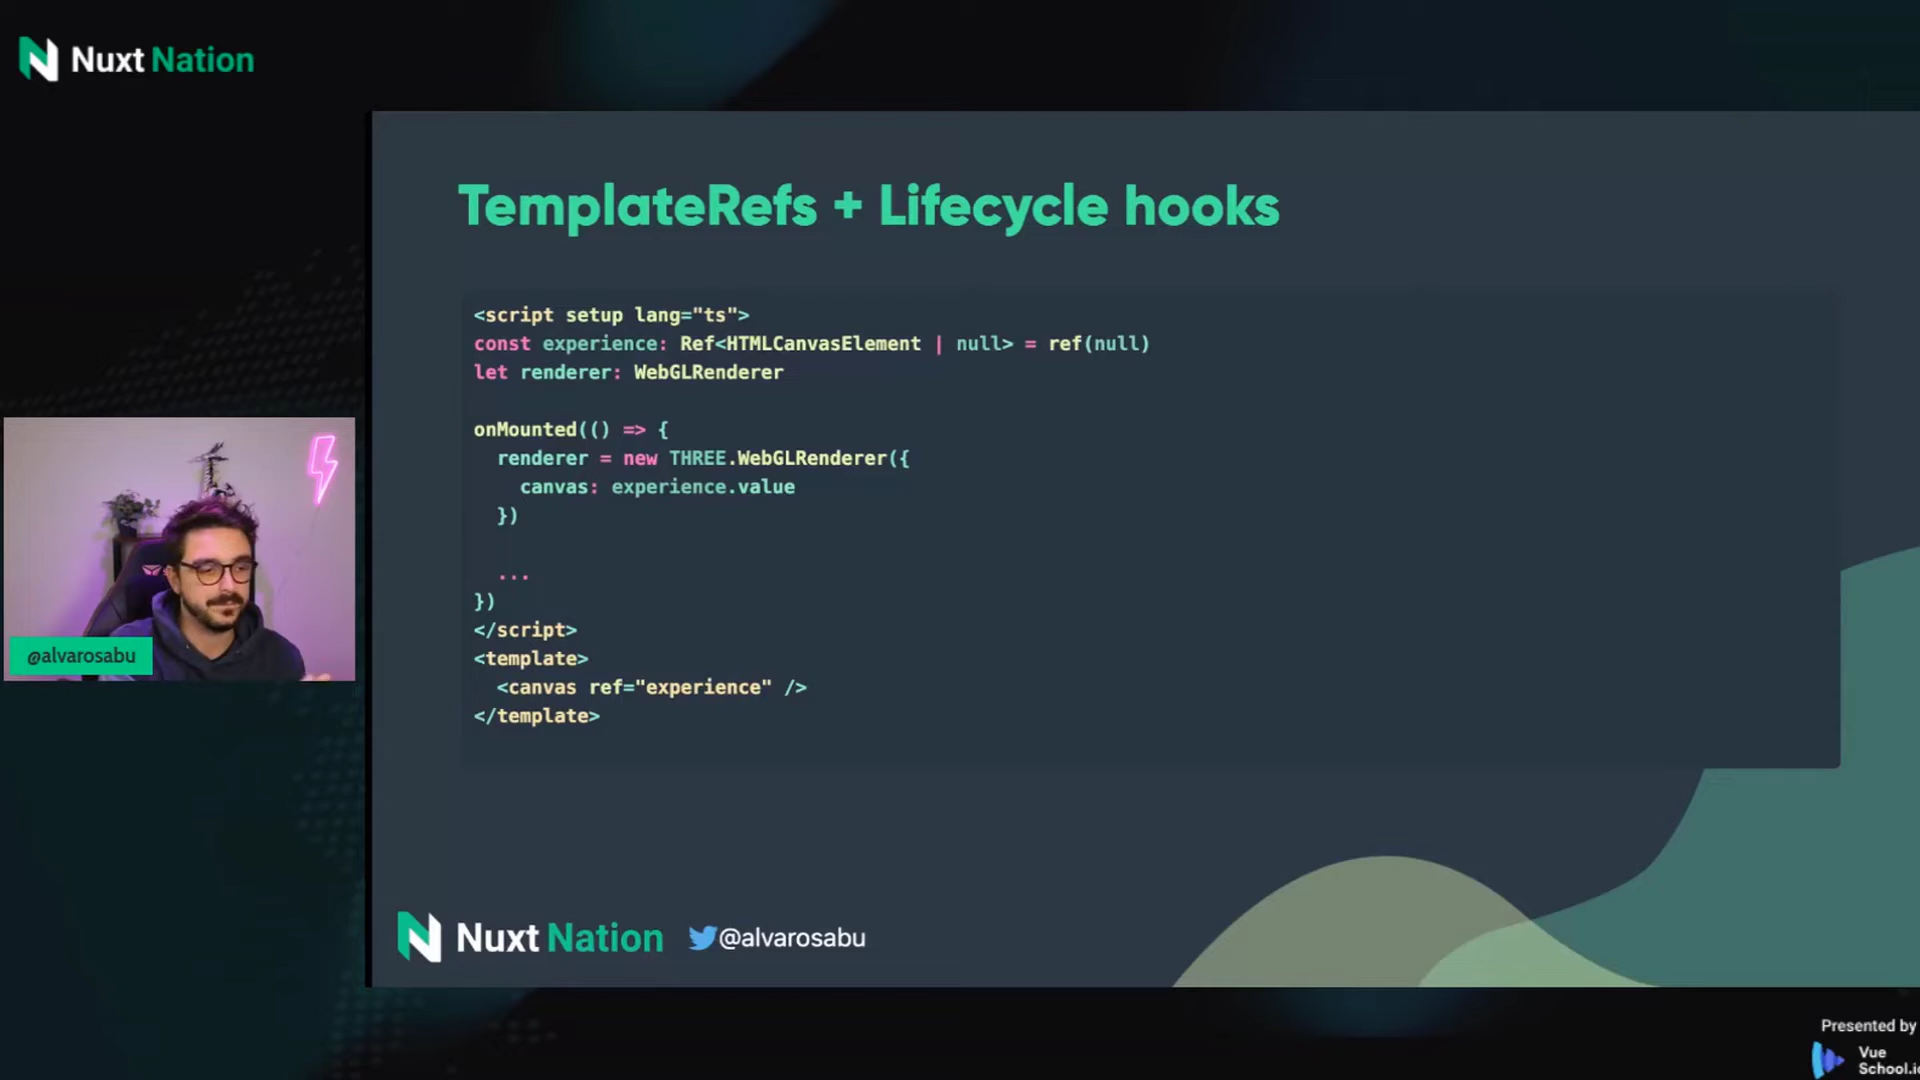 Nuxt Nation
TemplateRefs + Lifecycle hooks
<script setup lang="ts">
const experience: Ref<HTMLCanvasElement | null> = ref(null)
let renderer: WebGLRenderer
onMounted(() => {
renderer = new THREE.WebGLRenderer({
canvas: experience.value
})
...
})
</script>
<template>
<canvas ref="experience" />
</template>
@alvarosabu
Nuxt Nation @alvarosabu
Presented by
Vue
School.io